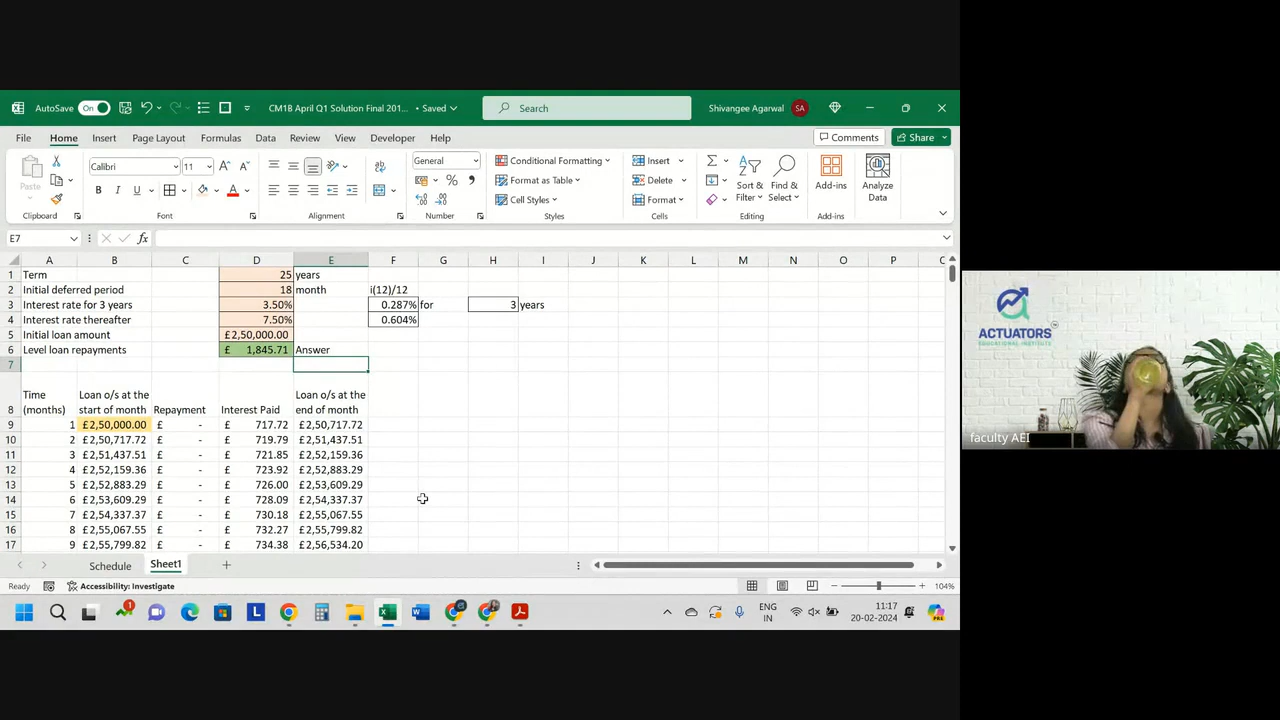 AutoSave On CM1B April Q1 Solution Final 201... • Saved Search Shivangee Agarwal SA
File Home Insert Page Layout Formulas Data Review View Developer Help Comments Share
Paste Calibri 11 General Conditional Formatting Insert Sort & Filter Find & Select Add-ins Analyze Data
B I U A % Format as Table Delete
Cell Styles Format
Clipboard Font Alignment Number Styles Cells Editing Add-ins
E7 fx
A B C D E F G H I J K L M N O P
1 Term 25 years
2 Initial deferred period 18 month i(12)/12
3 Interest rate for 3 years 3.50% 0.287% for 3 years
4 Interest rate thereafter 7.50% 0.604%
5 Initial loan amount £2,50,000.00
6 Level loan repayments £ 1,845.71 Answer
7
8 Time (months) Loan o/s at the start of month Repayment Interest Paid Loan o/s at the end of month
9 1 £2,50,000.00 £ - £ 717.72 £2,50,717.72
10 2 £2,50,717.72 £ - £ 719.79 £2,51,437.51
11 3 £2,51,437.51 £ - £ 721.85 £2,52,159.36
12 4 £2,52,159.36 £ - £ 723.92 £2,52,883.29
13 5 £2,52,883.29 £ - £ 726.00 £2,53,609.29
14 6 £2,53,609.29 £ - £ 728.09 £2,54,337.37
15 7 £2,54,337.37 £ - £ 730.18 £2,55,067.55
16 8 £2,55,067.55 £ - £ 732.27 £2,55,799.82
17 9 £2,55,799.82 £ - £ 734.38 £2,56,534.20
Schedule Sheet1
Ready Accessibility: Investigate 104%
ENG IN 11:17 20-02-2024
ACTUATORS
EDUCATIONAL INSTITUTE
faculty AEI